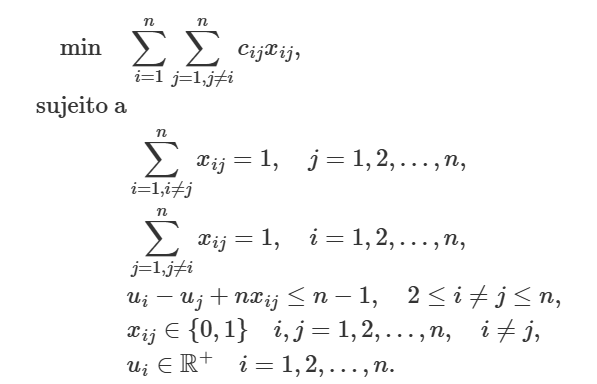 min ∑_{i=1}^{n} ∑_{j=1,j≠i}^{n} c_{ij}x_{ij},
sujeito a
∑_{i=1,i≠j}^{n} x_{ij} = 1, j = 1, 2, …, n,
∑_{j=1,j≠i}^{n} x_{ij} = 1, i = 1, 2, …, n,
u_i − u_j + nx_{ij} ≤ n − 1, 2 ≤ i ≠ j ≤ n,
x_{ij} ∈ {0, 1} i, j = 1, 2, …, n, i ≠ j,
u_i ∈ ℝ⁺ i = 1, 2, …, n.